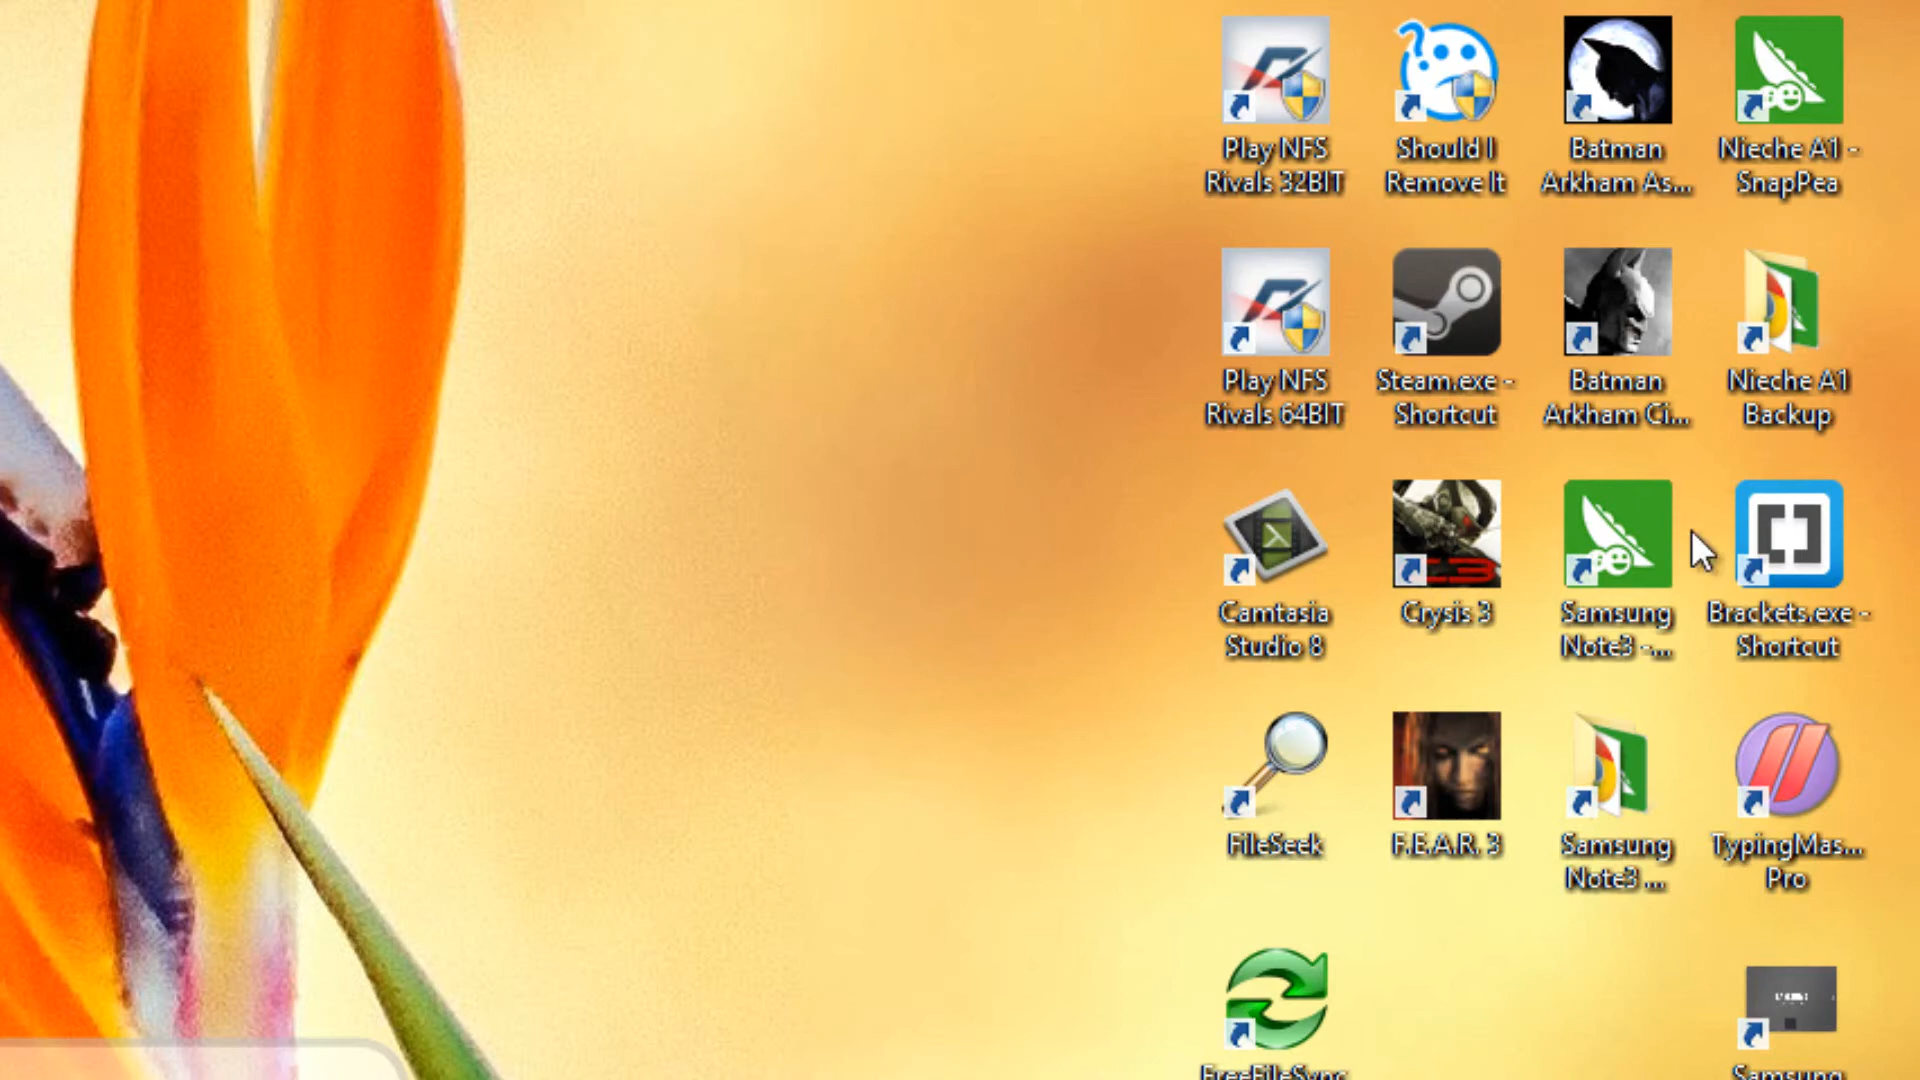 Play NFS
Rivals 32BIT
Should I
Remove It
Batman
Arkham As...
Nieche A1 -
SnapPea
Play NFS
Rivals 64BIT
Steam.exe -
Shortcut
Batman
Arkham Ci...
Nieche A1
Backup
Camtasia
Studio 8
Crysis 3
Samsung
Note3 -...
Brackets.exe -
Shortcut
FileSeek
F.E.A.R. 3
Samsung
Note3 ...
TypingMas...
Pro
FreeFileSync
Samsung